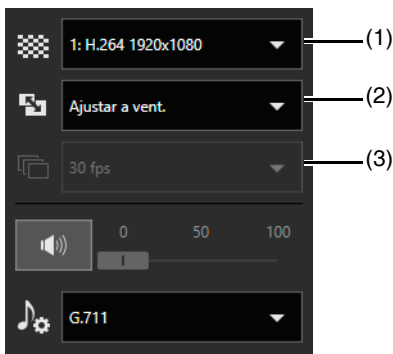 1: H.264 1920x1080
(1)
Ajustar a vent.
(2)
30 fps
(3)
0 50 100
G.711